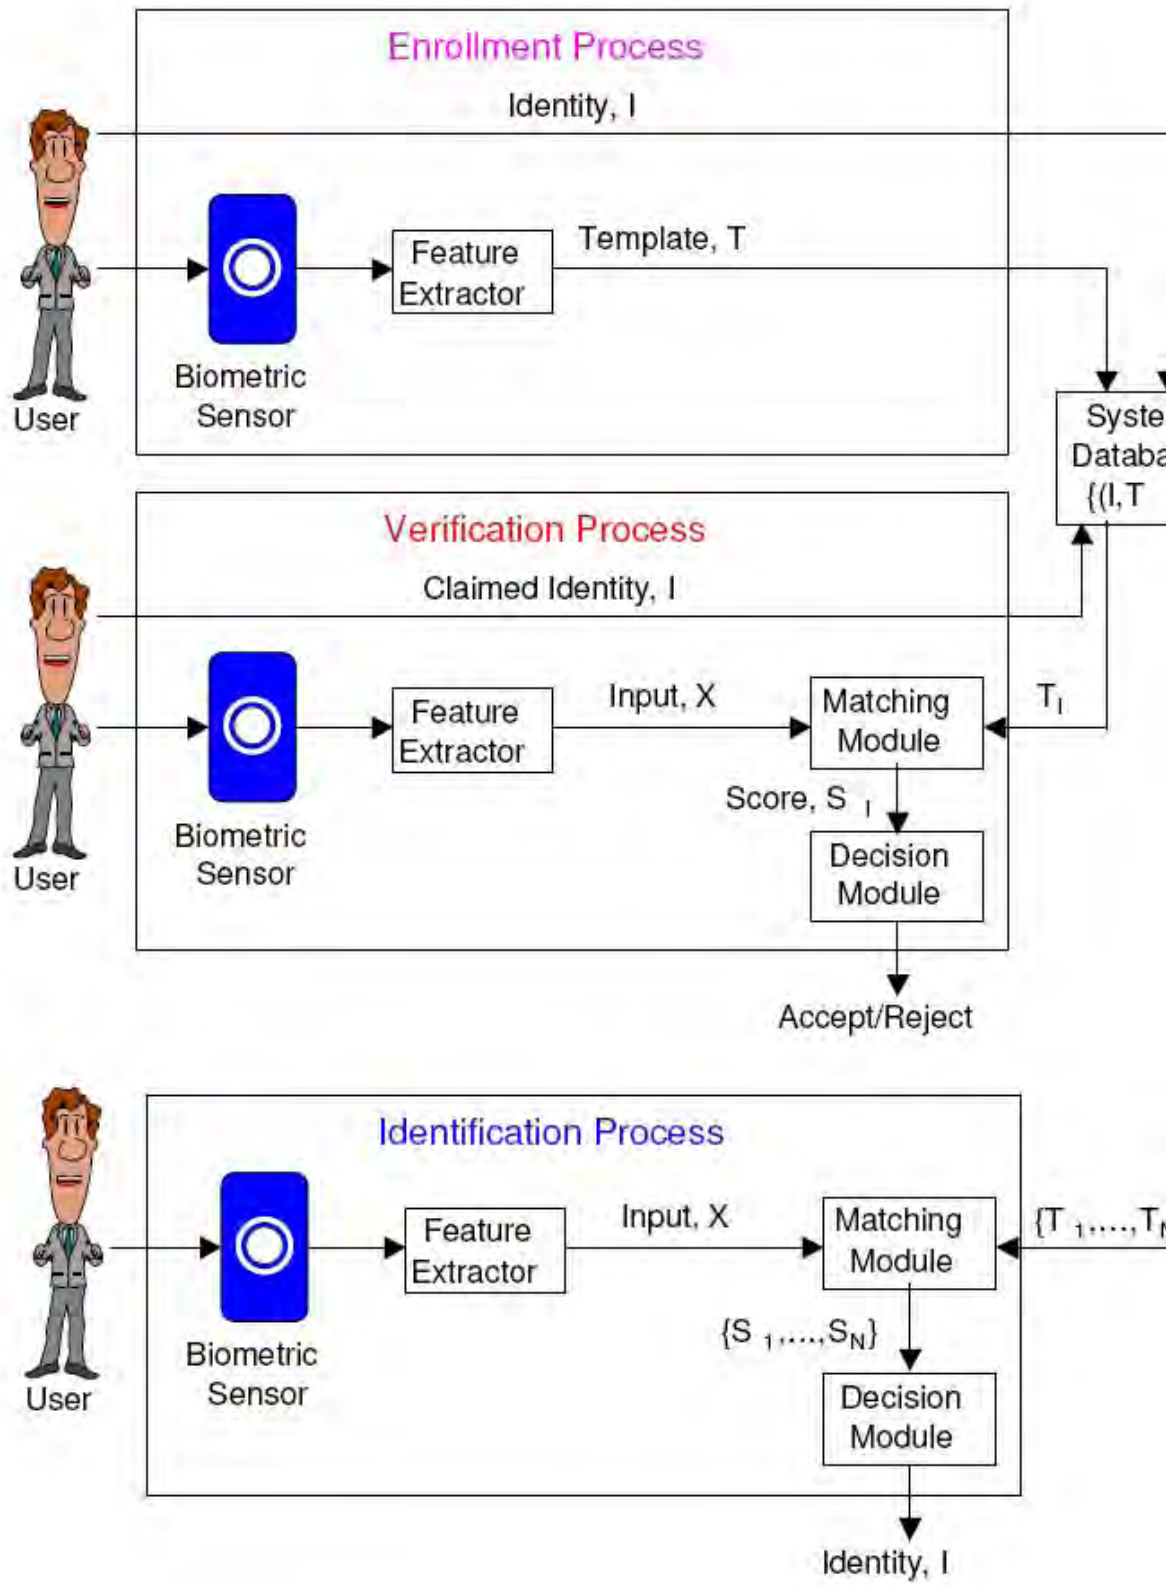 Enrollment Process
Identity, I
Feature
Extractor
Template, T
Biometric
Sensor
User
Syste
Databa
{(I,T
Verification Process
Claimed Identity, I
Feature
Extractor
Input, X
Matching
Module
T I
Score, S I
Decision
Module
Biometric
Sensor
User
Accept/Reject
Identification Process
Feature
Extractor
Input, X
Matching
Module
{T 1,....,TN
{S 1,...,SN}
Biometric
Sensor
User
Decision
Module
Identity, I